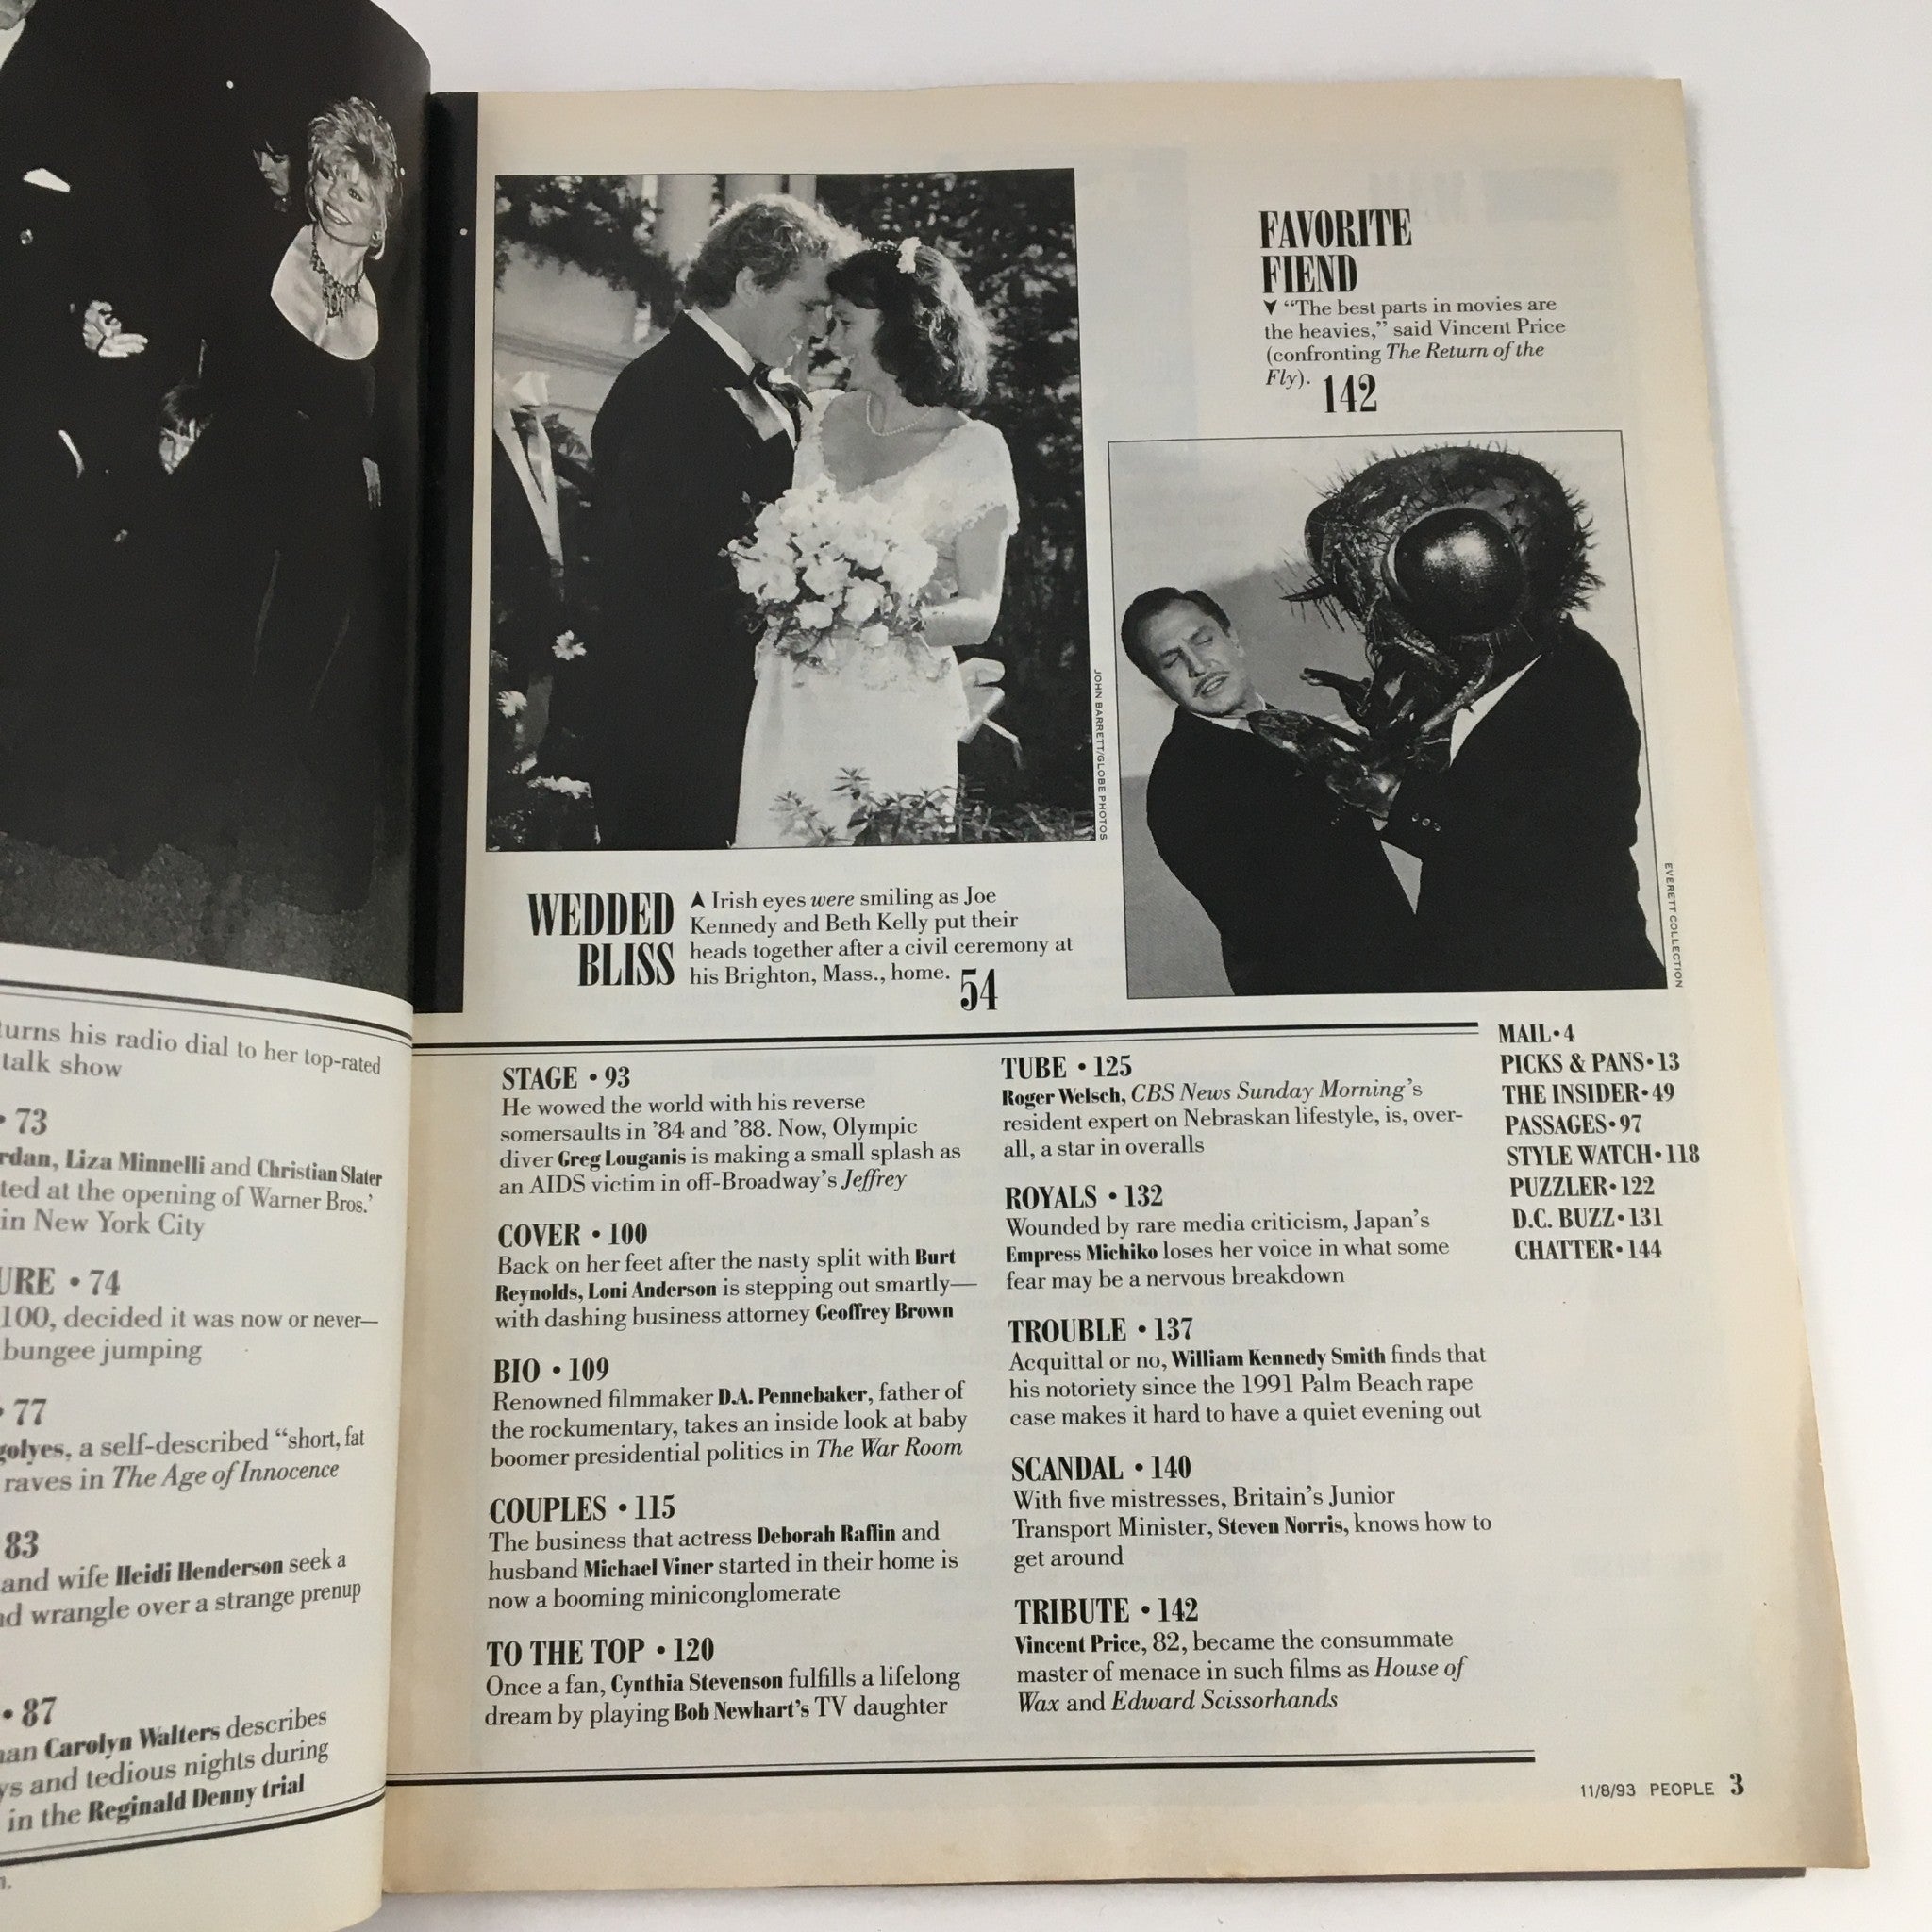 turns his radio dial to her top-rated
talk show
• 73
Liza Minnelli and Christian Slater
at the opening of Warner Bros.'
in New York City
• 74
100, decided it was now or never—
bungee jumping
• 77
a self-described "short, fat
raves in The Age of Innocence
83
and wife Heidi Henderson seek a
wrangle over a strange prenup
• 87
Carolyn Walters describes
and tedious nights during
in the Reginald Denny trial
JOHN BARRETT/GLOBE PHOTOS
WEDDED
BLISS
Irish eyes were smiling as Joe
Kennedy and Beth Kelly put their
heads together after a civil ceremony at
his Brighton, Mass., home. 54
FAVORITE
FIEND
"The best parts in movies are
the heavies," said Vincent Price
(confronting The Return of the
Fly). 142
EVERETT COLLECTION
STAGE • 93
He wowed the world with his reverse
somersaults in '84 and '88. Now, Olympic
diver Greg Louganis is making a small splash as
an AIDS victim in off-Broadway's Jeffrey
COVER • 100
Back on her feet after the nasty split with Burt
Reynolds, Loni Anderson is stepping out smartly—
with dashing business attorney Geoffrey Brown
BIO • 109
Renowned filmmaker D.A. Pennebaker, father of
the rockumentary, takes an inside look at baby
boomer presidential politics in The War Room
COUPLES • 115
The business that actress Deborah Raffin and
husband Michael Viner started in their home is
now a booming miniconglomerate
TO THE TOP • 120
Once a fan, Cynthia Stevenson fulfills a lifelong
dream by playing Bob Newhart's TV daughter
TUBE • 125
Roger Welsch, CBS News Sunday Morning's
resident expert on Nebraskan lifestyle, is, over-
all, a star in overalls
ROYALS • 132
Wounded by rare media criticism, Japan's
Empress Michiko loses her voice in what some
fear may be a nervous breakdown
TROUBLE • 137
Acquittal or no, William Kennedy Smith finds that
his notoriety since the 1991 Palm Beach rape
case makes it hard to have a quiet evening out
SCANDAL • 140
With five mistresses, Britain's Junior
Transport Minister, Steven Norris, knows how to
get around
TRIBUTE • 142
Vincent Price, 82, became the consummate
master of menace in such films as House of
Wax and Edward Scissorhands
MAIL • 4
PICKS & PANS • 13
THE INSIDER • 49
PASSAGES • 97
STYLE WATCH • 118
PUZZLER • 122
D.C. BUZZ • 131
CHATTER • 144
11/8/93 PEOPLE 3